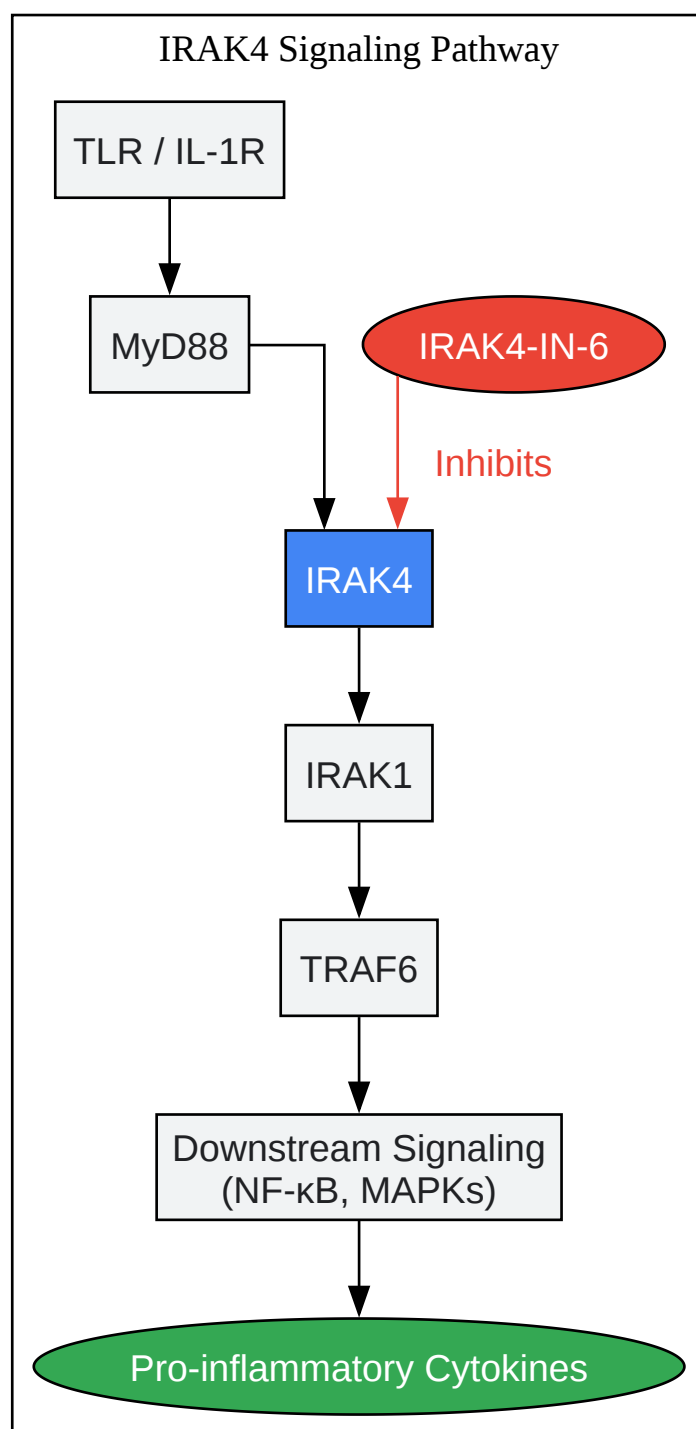 IRAK4 Signaling Pathway
TLR / IL-1R
MyD88
IRAK4-IN-6
Inhibits
IRAK4
IRAK1
TRAF6
Downstream Signaling
(NF-κB, MAPKs)
Pro-inflammatory Cytokines